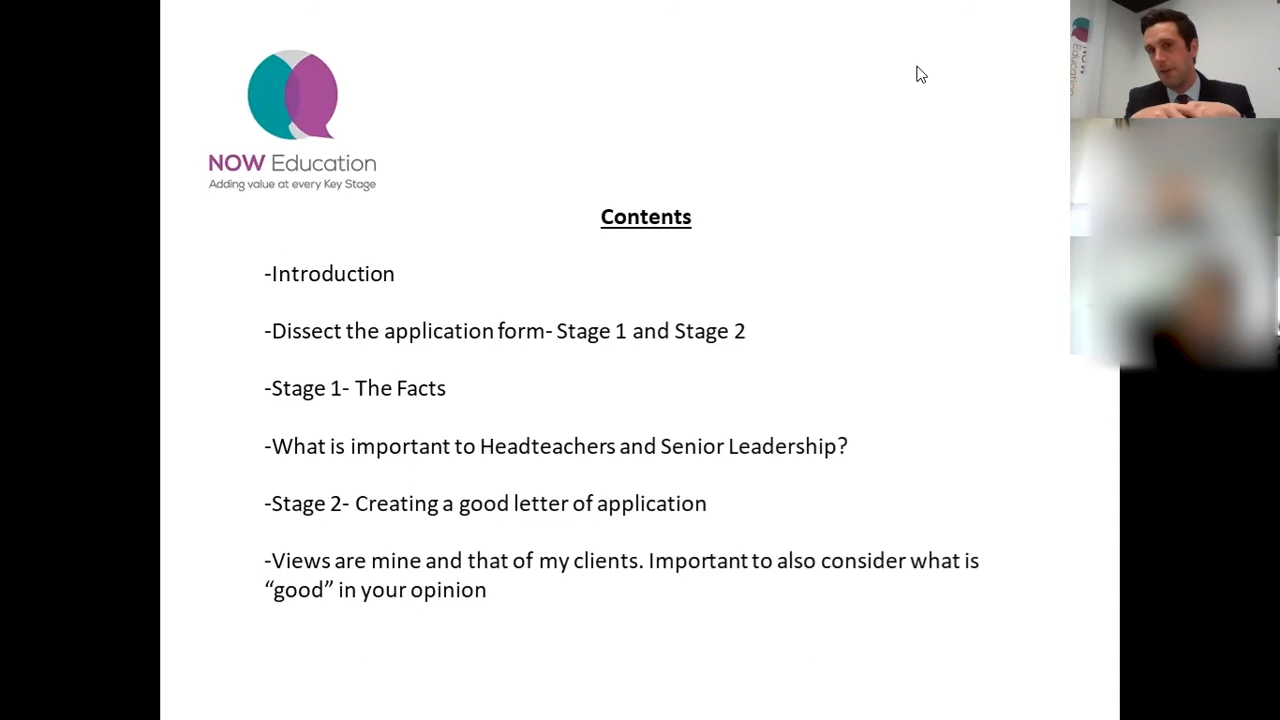 NOW Education
Adding value at every Key Stage
Contents
-Introduction
-Dissect the application form- Stage 1 and Stage 2
-Stage 1- The Facts
-What is important to Headteachers and Senior Leadership?
-Stage 2- Creating a good letter of application
-Views are mine and that of my clients. Important to also consider what is
“good” in your opinion
NOW
Education